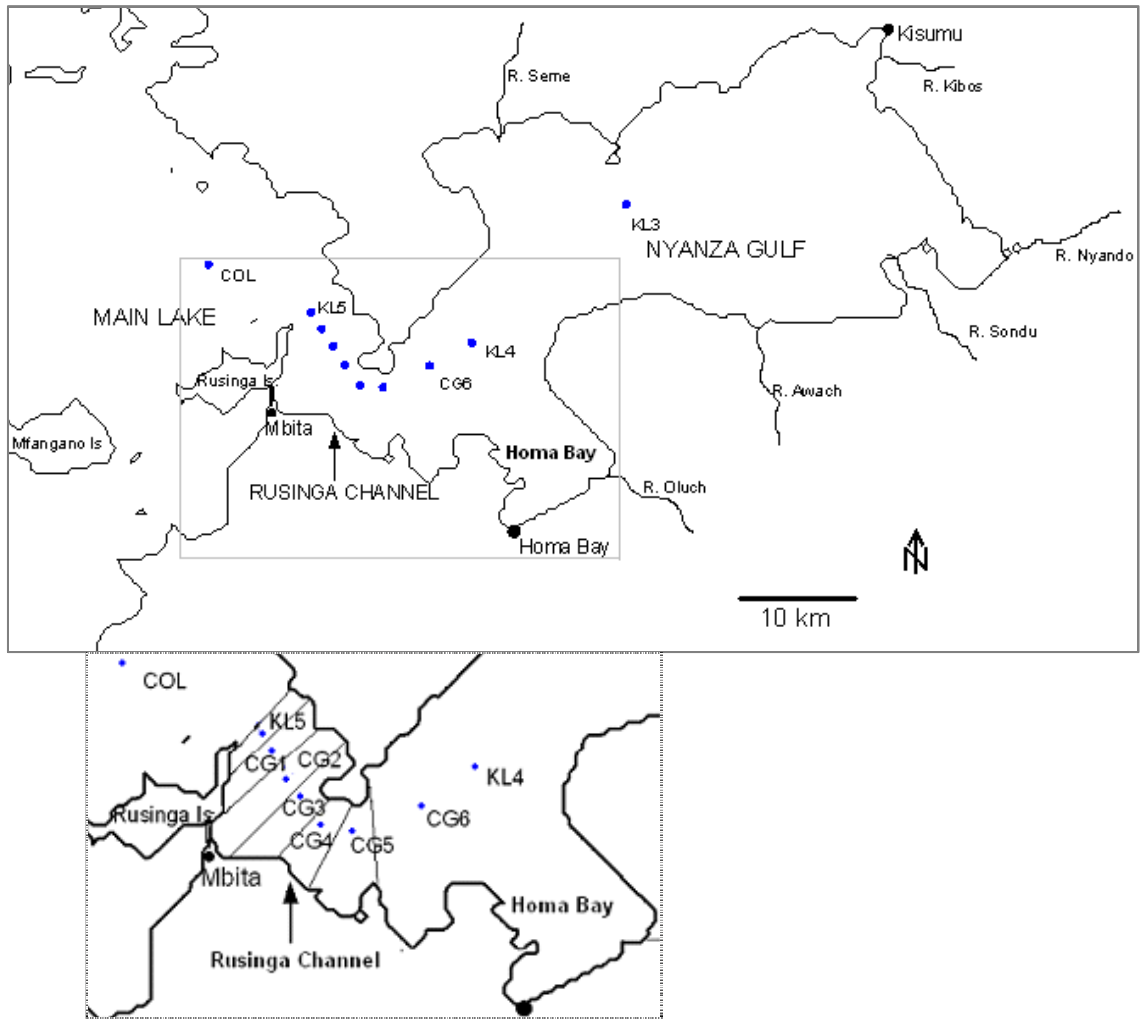 Kisumu
R. Seme
R. Kibos
KL3
NYANZA GULF
R. Nyando
COL
MAIN LAKE
KL5
R. Sondu
KL4
CG6
Rusinga Is
R. Awach
Mbita
Mfangano Is
Homa Bay
RUSINGA CHANNEL
R. Oluch
Homa Bay
N
10 km
COL
KL5
CG1
CG2
KL4
CG3
Rusinga Is
CG6
CG4
CG5
Mbita
Homa Bay
Rusinga Channel